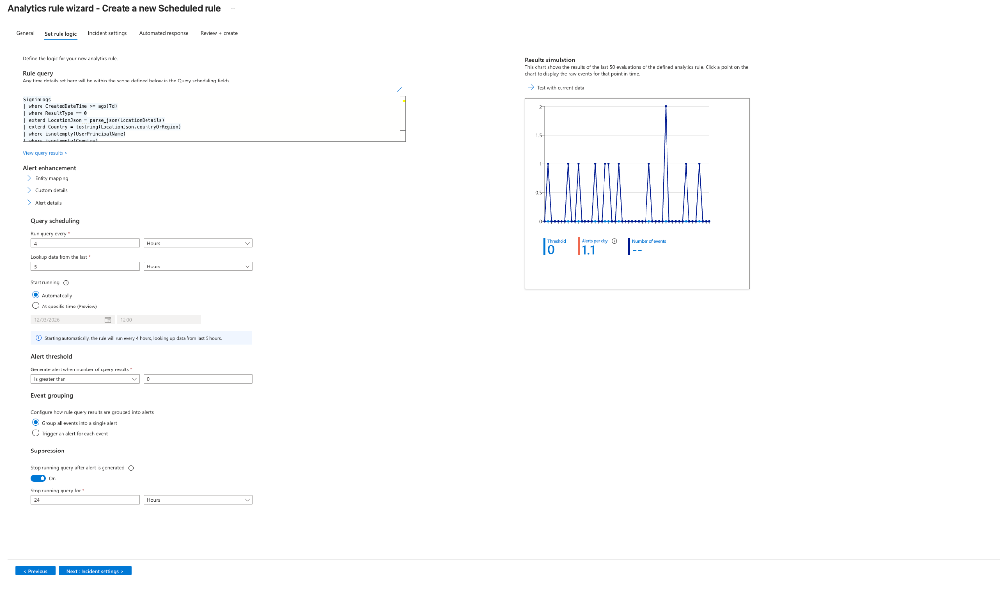 Analytics rule wizard - Create a new Scheduled rule ...
General Set rule logic Incident settings Automated response Review + create
Define the logic for your new analytics rule.
Rule query
Any time details set here will be within the scope defined below in the Query scheduling fields.
SigninLogs
| where CreatedDateTime >= ago(7d)
| where ResultType == 0
| extend LocationJson = parse_json(LocationDetails)
| extend Country = tostring(LocationJson.countryOrRegion)
| where isnotempty(UserPrincipalName)
| where isnotempty(Country)
View query results >
Alert enhancement
Entity mapping
Custom details
Alert details
Query scheduling
Run query every *
4 Hours
Lookup data from the last *
5 Hours
Start running
Automatically
At specific time (Preview)
12/03/2026 12:00
Starting automatically, the rule will run every 4 hours, looking up data from last 5 hours.
Alert threshold
Generate alert when number of query results *
Is greater than 0
Event grouping
Configure how rule query results are grouped into alerts
Group all events into a single alert
Trigger an alert for each event
Suppression
Stop running query after alert is generated
On
Stop running query for *
24 Hours
< Previous Next : Incident settings >
Results simulation
This chart shows the results of the last 50 evaluations of the defined analytics rule. Click a point on the
chart to display the raw events for that point in time.
Test with current data
2
1.5
1
0.5
0
Threshold Alerts per day Number of events
0 1.1 --